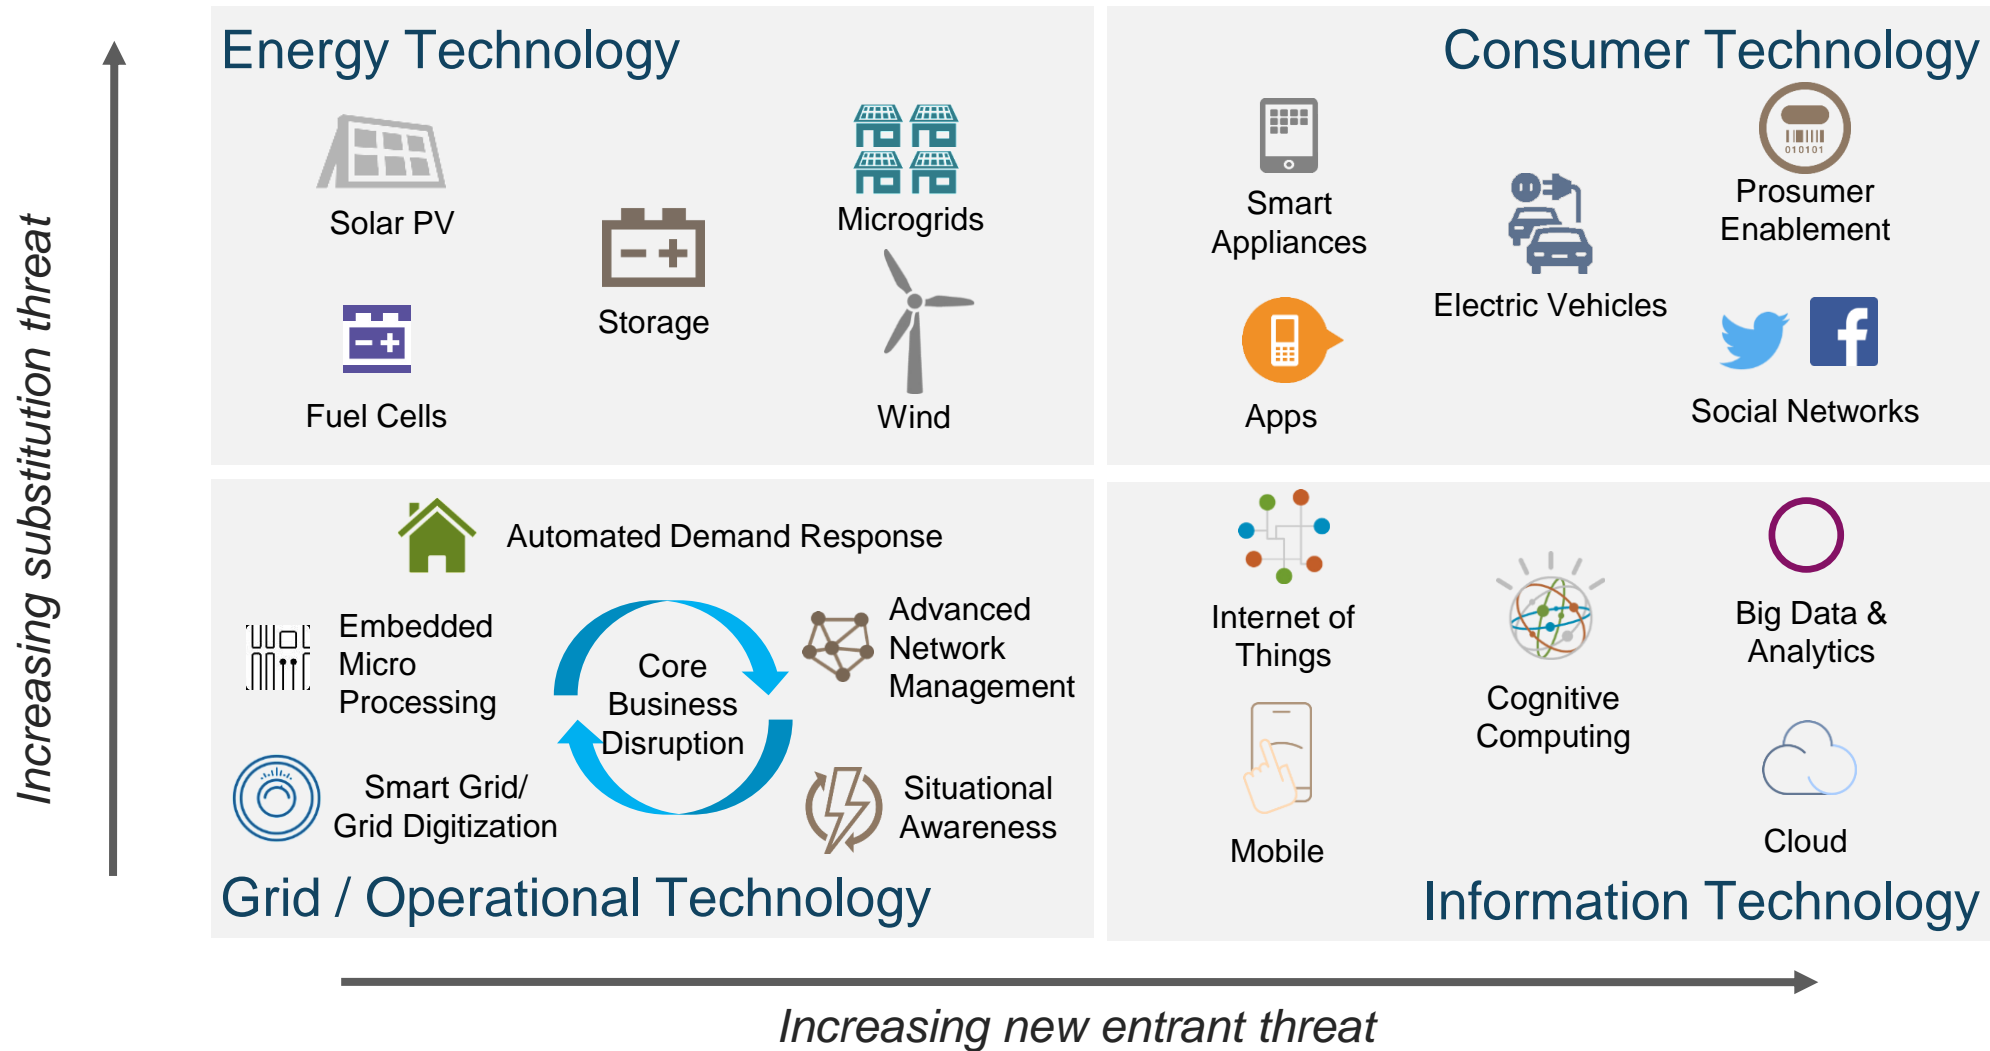 Energy Technology
Solar PV
Microgrids
Storage
Fuel Cells
Wind
Consumer Technology
010101
Smart
Appliances
Prosumer
Enablement
Electric Vehicles
Apps
Social Networks
Increasing substitution threat
Automated Demand Response
Embedded
Micro
Processing
Core
Business
Disruption
Advanced
Network
Management
Smart Grid/
Grid Digitization
Situational
Awareness
Grid / Operational Technology
Internet of
Things
Big Data &
Analytics
Cognitive
Computing
Mobile
Cloud
Information Technology
Increasing new entrant threat